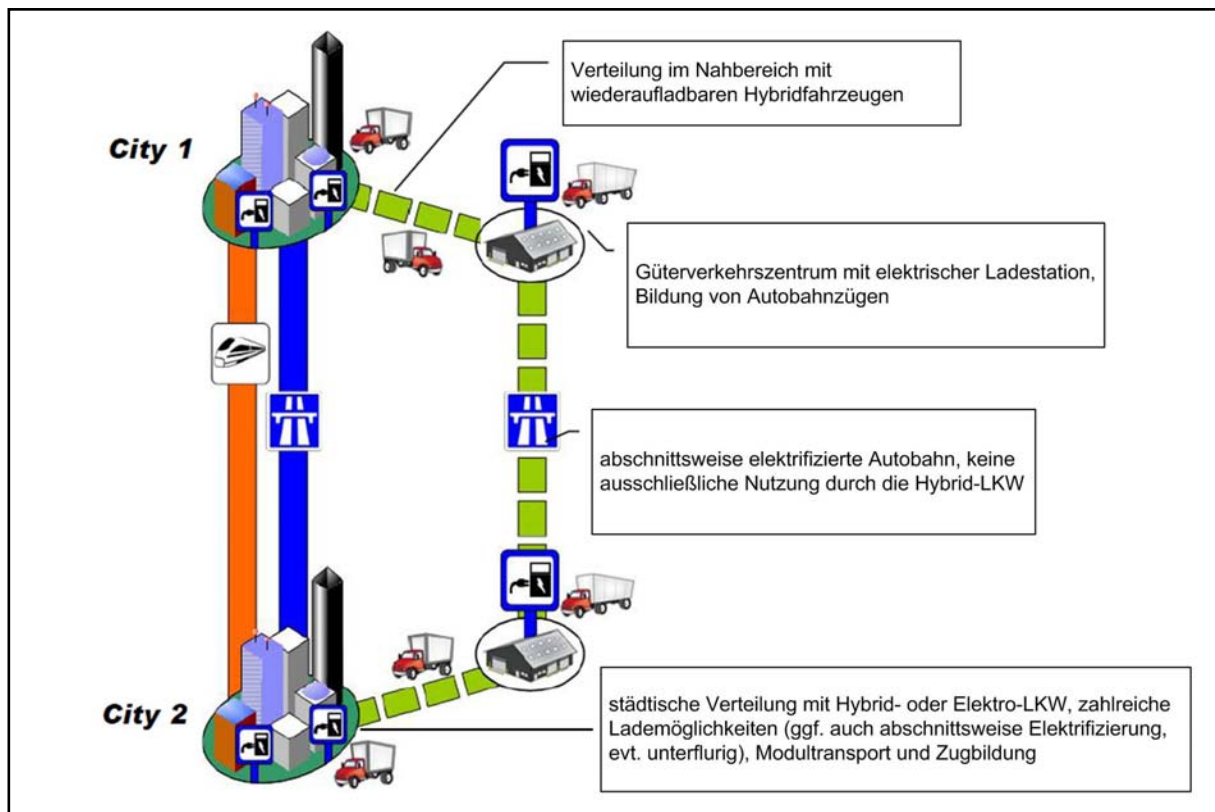 Verteilung im Nahbereich mit
wiederaufladbaren Hybridfahrzeugen
City 1
Güterverkehrszentrum mit elektrischer Ladestation,
Bildung von Autobahnzügen
abschnittsweise elektrifizierte Autobahn, keine
ausschließliche Nutzung durch die Hybrid-LKW
City 2
städtische Verteilung mit Hybrid- oder Elektro-LKW, zahlreiche
Lademöglichkeiten (ggf. auch abschnittsweise Elektrifizierung,
evt. unterflurig), Modultransport und Zugbildung